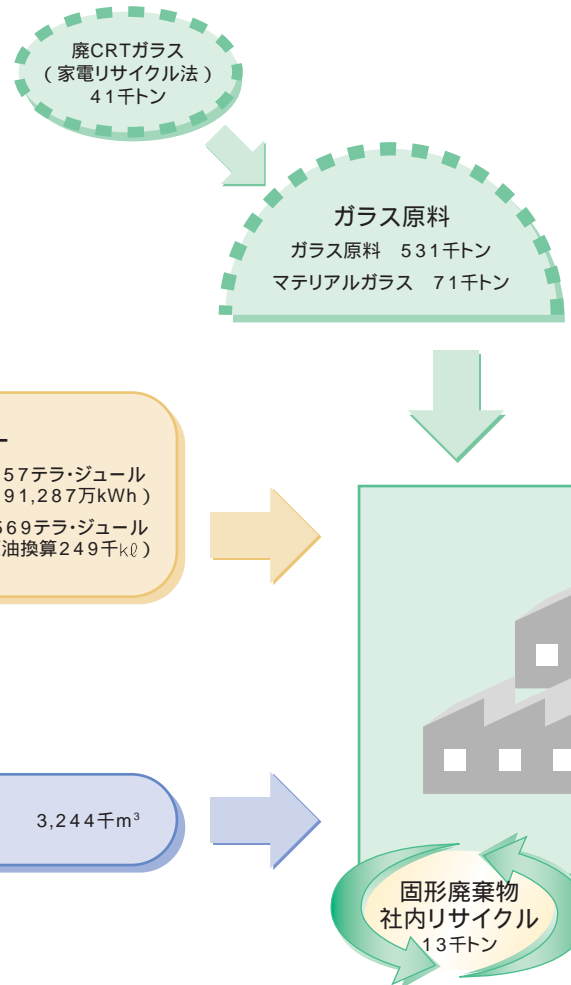 廃CRTガラス
（家電リサイクル法）
41千トン
ガラス原料
ガラス原料　531千トン
マテリアルガラス　71千トン
57テラ・ジュール
91,287万kWh）
569テラ・ジュール
油換算249千kℓ）
3,244千m³
固形廃棄物
社内リサイクル
13千トン